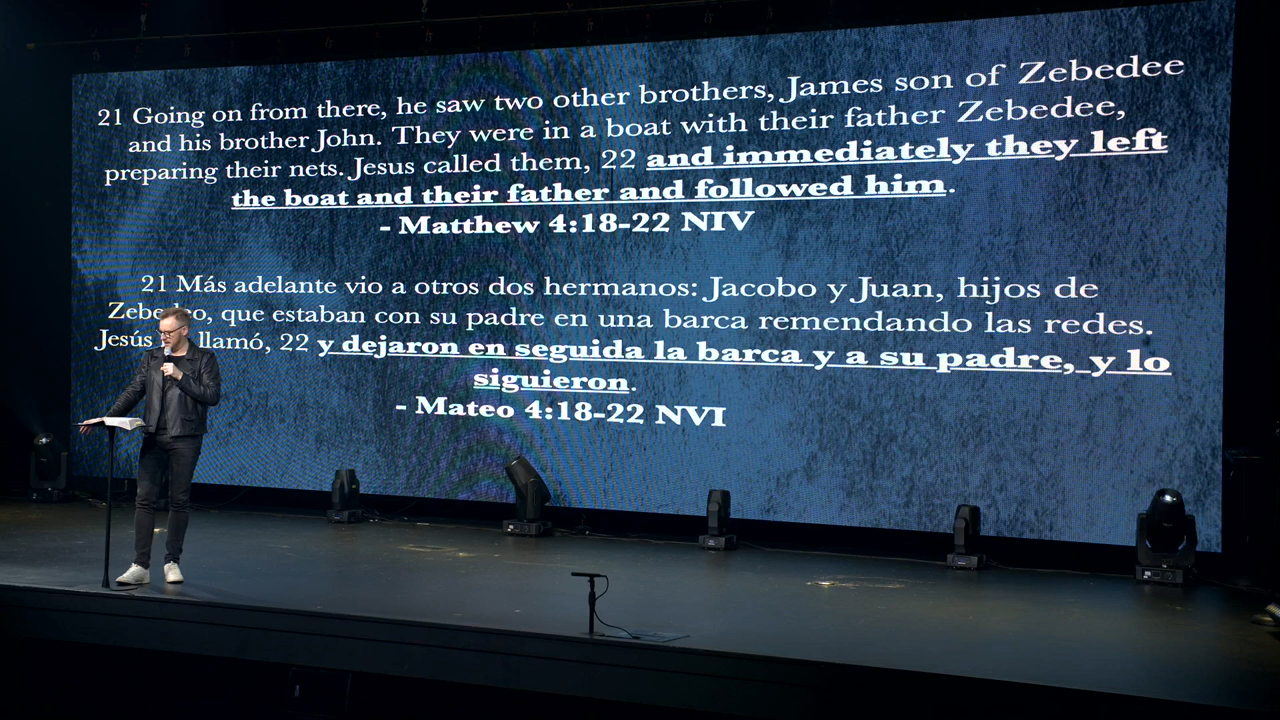 21 Going on from there, he saw two other brothers, James son of Zebedee
and his brother John. They were in a boat with their father Zebedee,
preparing their nets. Jesus called them, 22 and immediately they left
the boat and their father and followed him.
- Matthew 4:18-22 NIV
21 Más adelante vio a otros dos hermanos: Jacobo y Juan, hijos de
que estaban con su padre en una barca remendando las redes.
Jesús llamó, 22 y dejaron en seguida la barca y a su padre, y lo
siguieron.
- Mateo 4:18-22 NVI